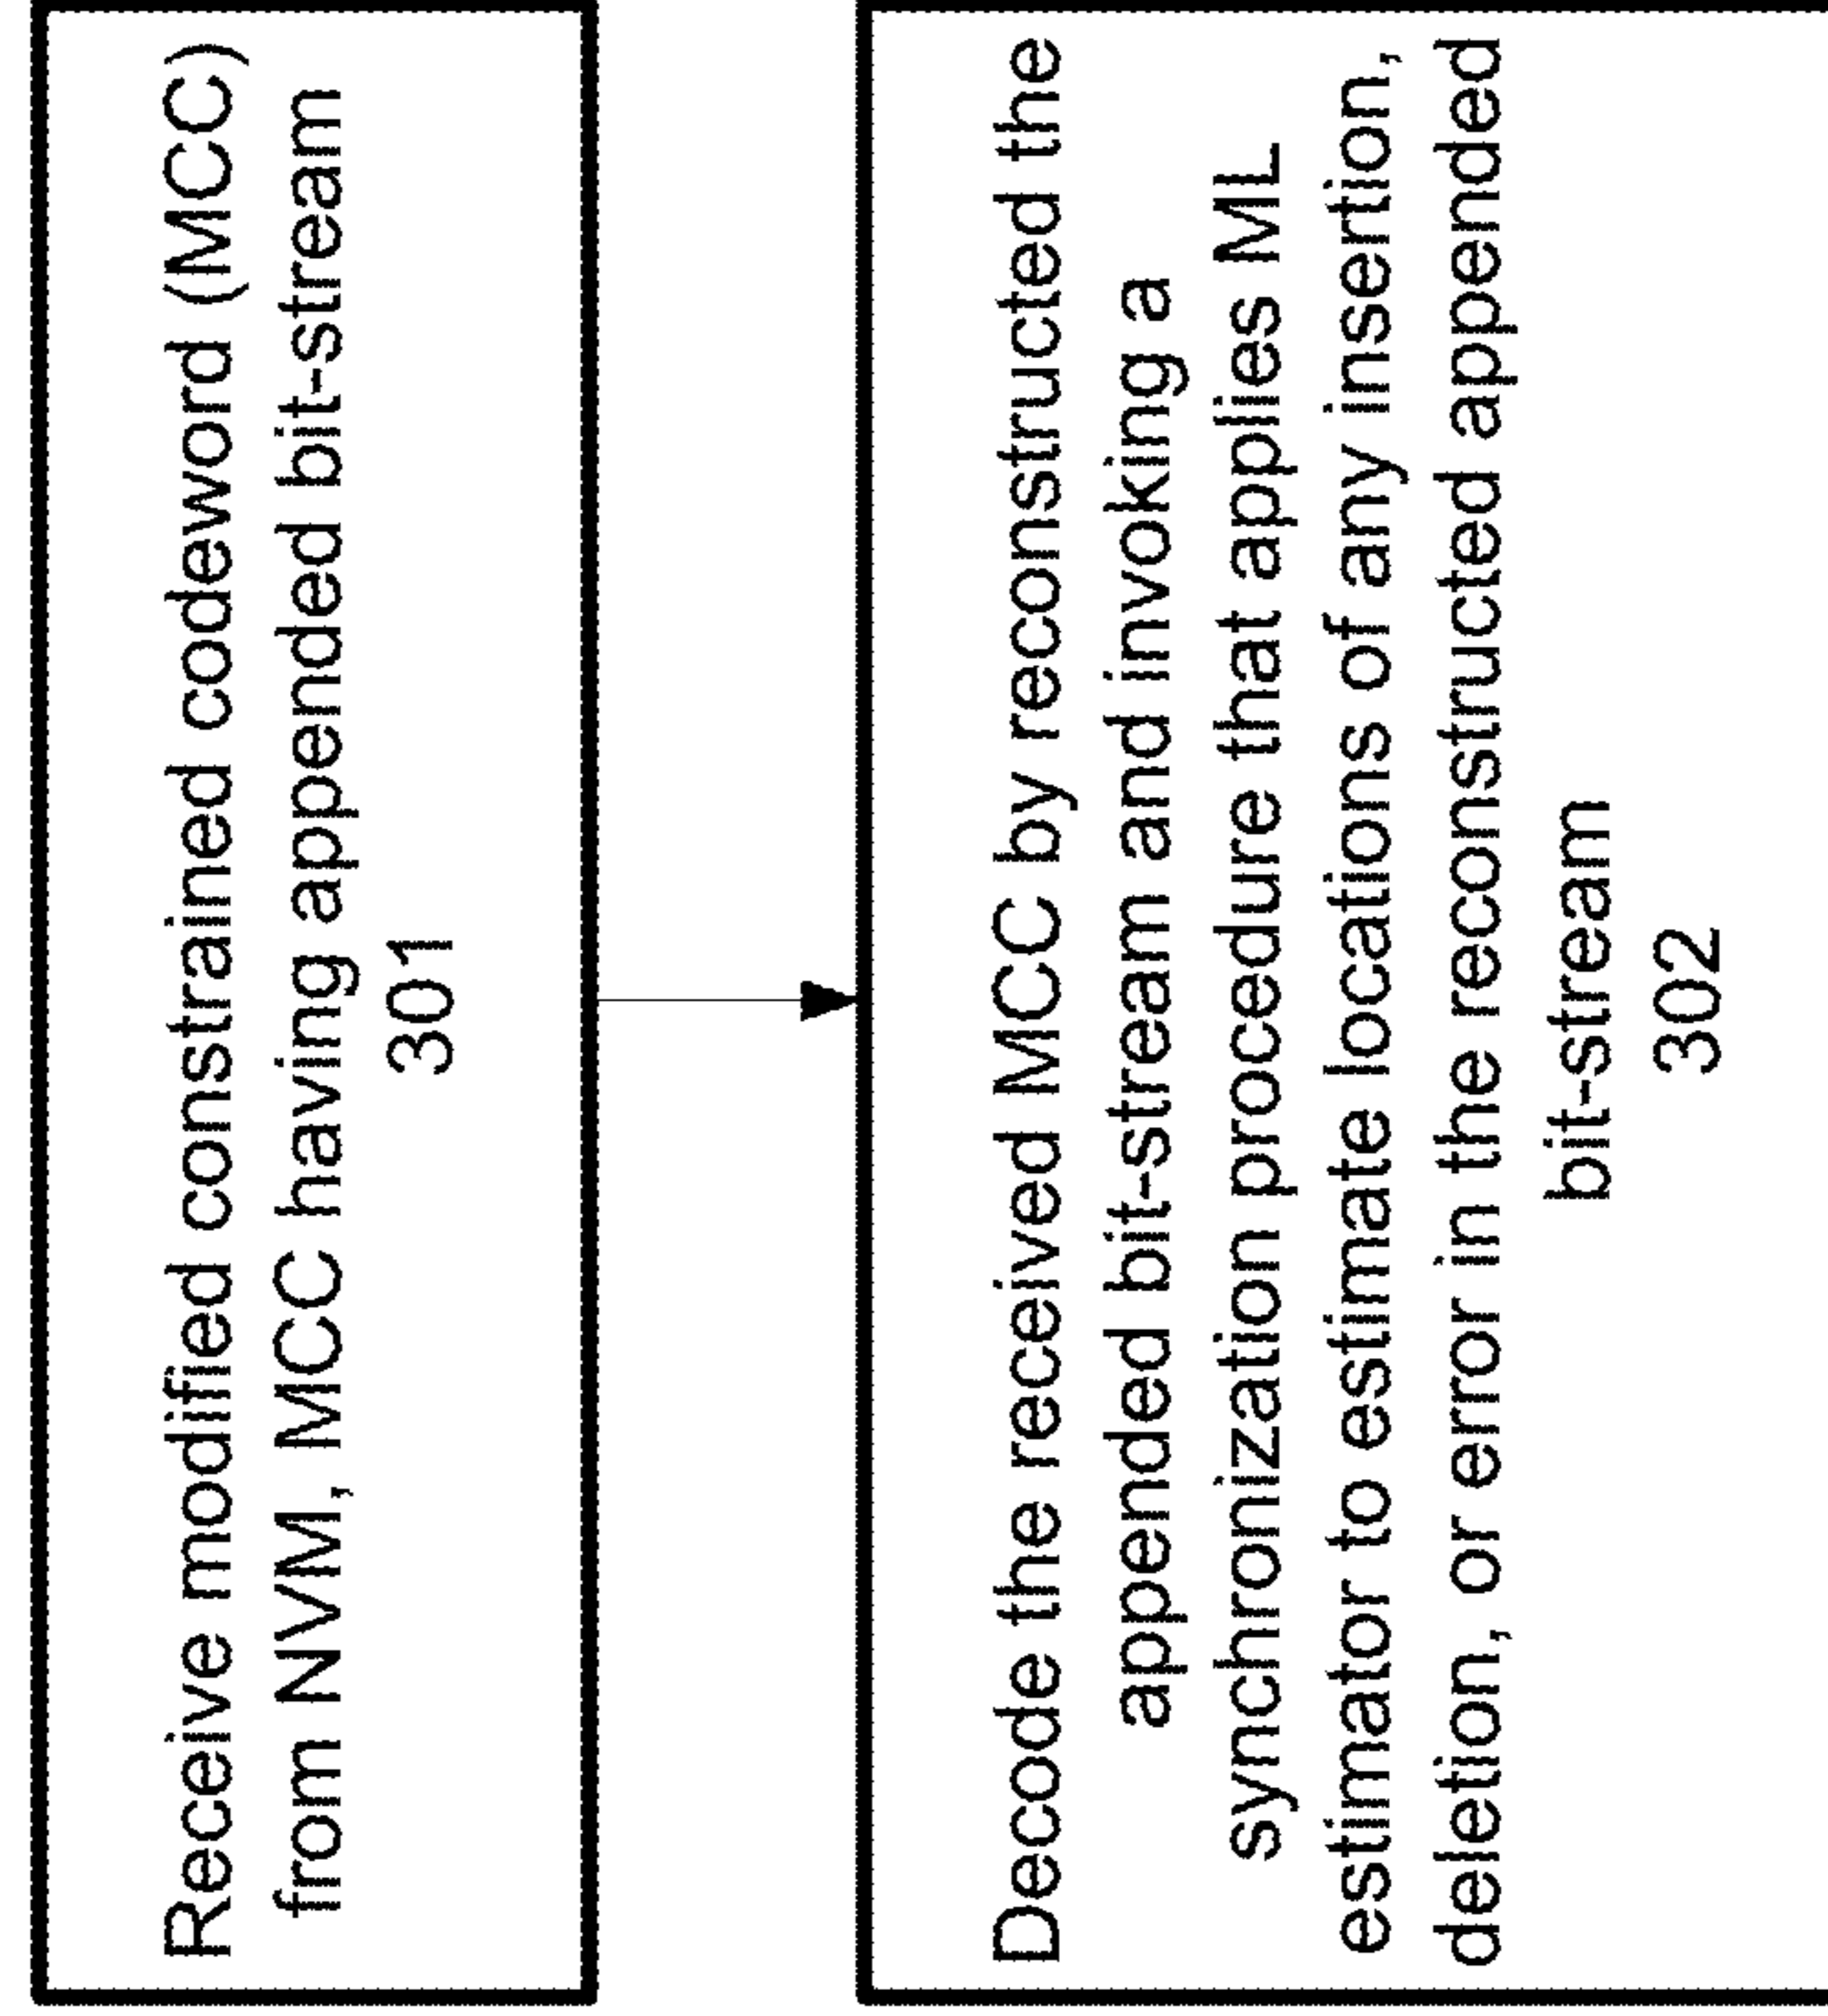 Receive modified constrained codeword (MCC)
from NVM, MCC having appended bit-stream
301
Decode the received MCC by reconstructed the
appended bit-stream and invoking a
synchronization procedure that applies ML
estimator to estimate locations of any insertion,
deletion, or error in the reconstructed appended
bit-stream
302